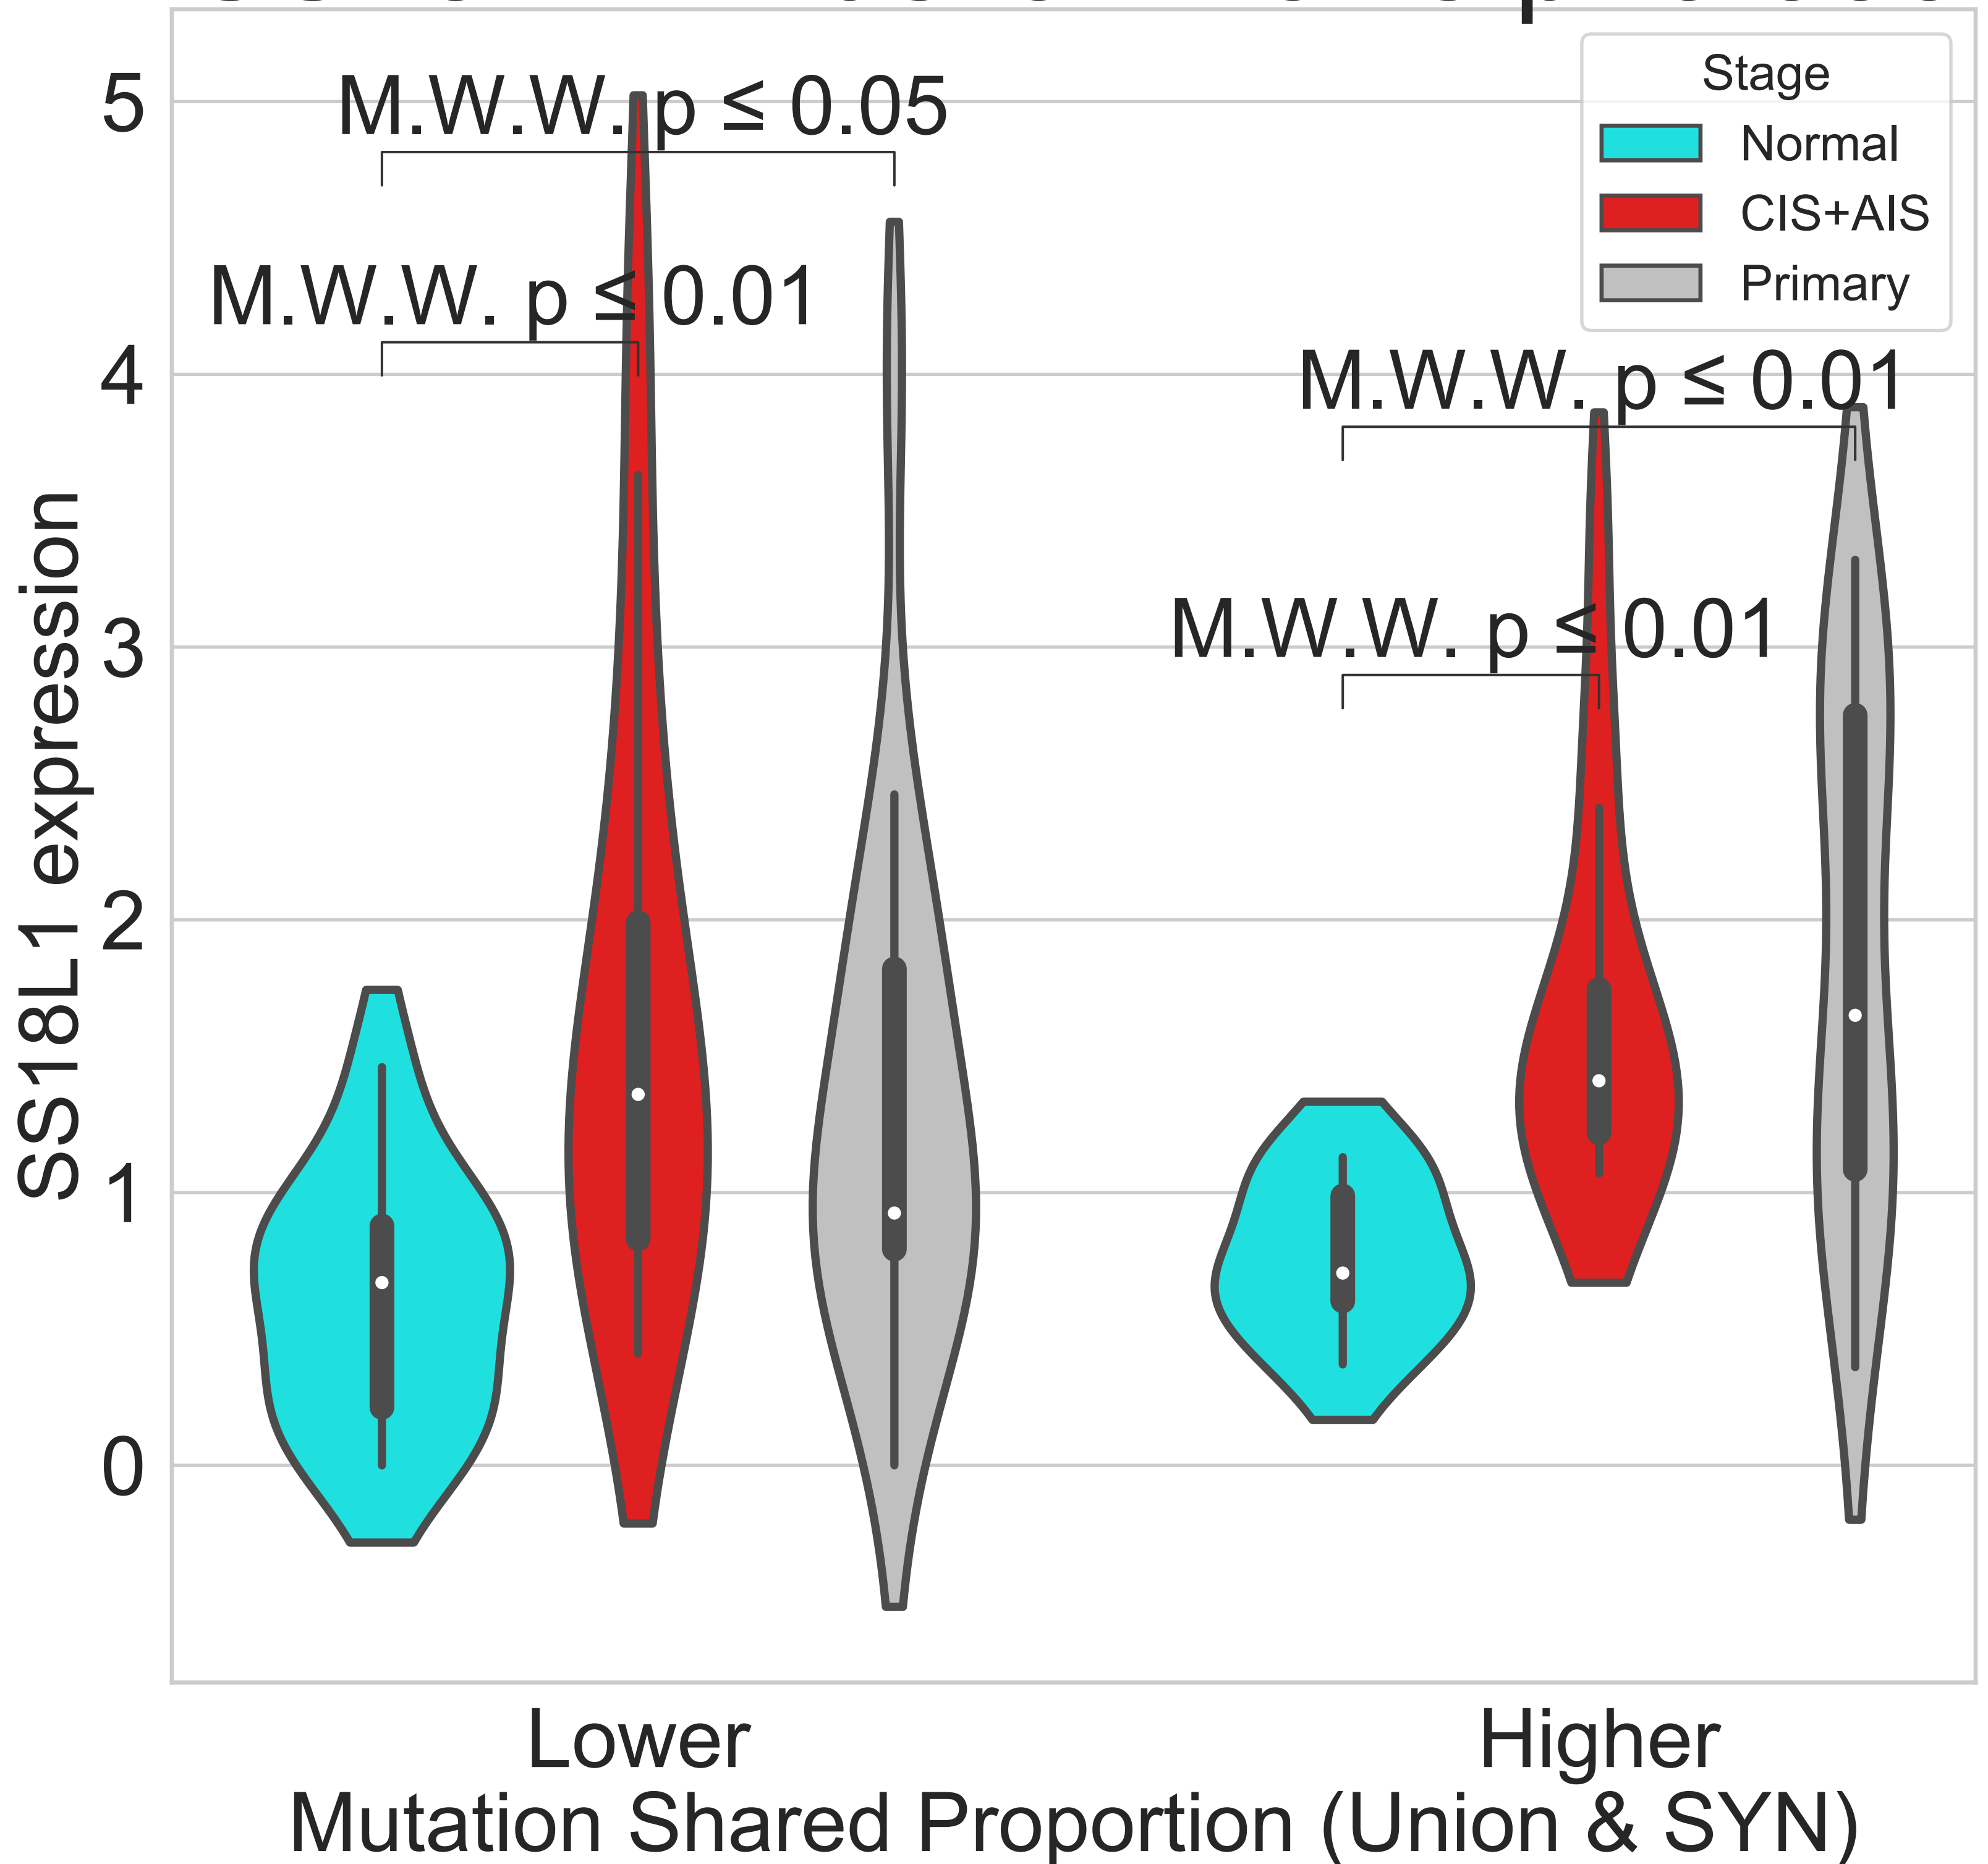 Stage
Normal
CIS+AIS
Primary
M.W.W. p ≤ 0.05
M.W.W. p ≤ 0.01
M.W.W. p ≤ 0.01
M.W.W. p ≤ 0.01
5
4
3
2
1
0
SS18L1 expression
Lower
Higher
Mutation Shared Proportion (Union & SYN)